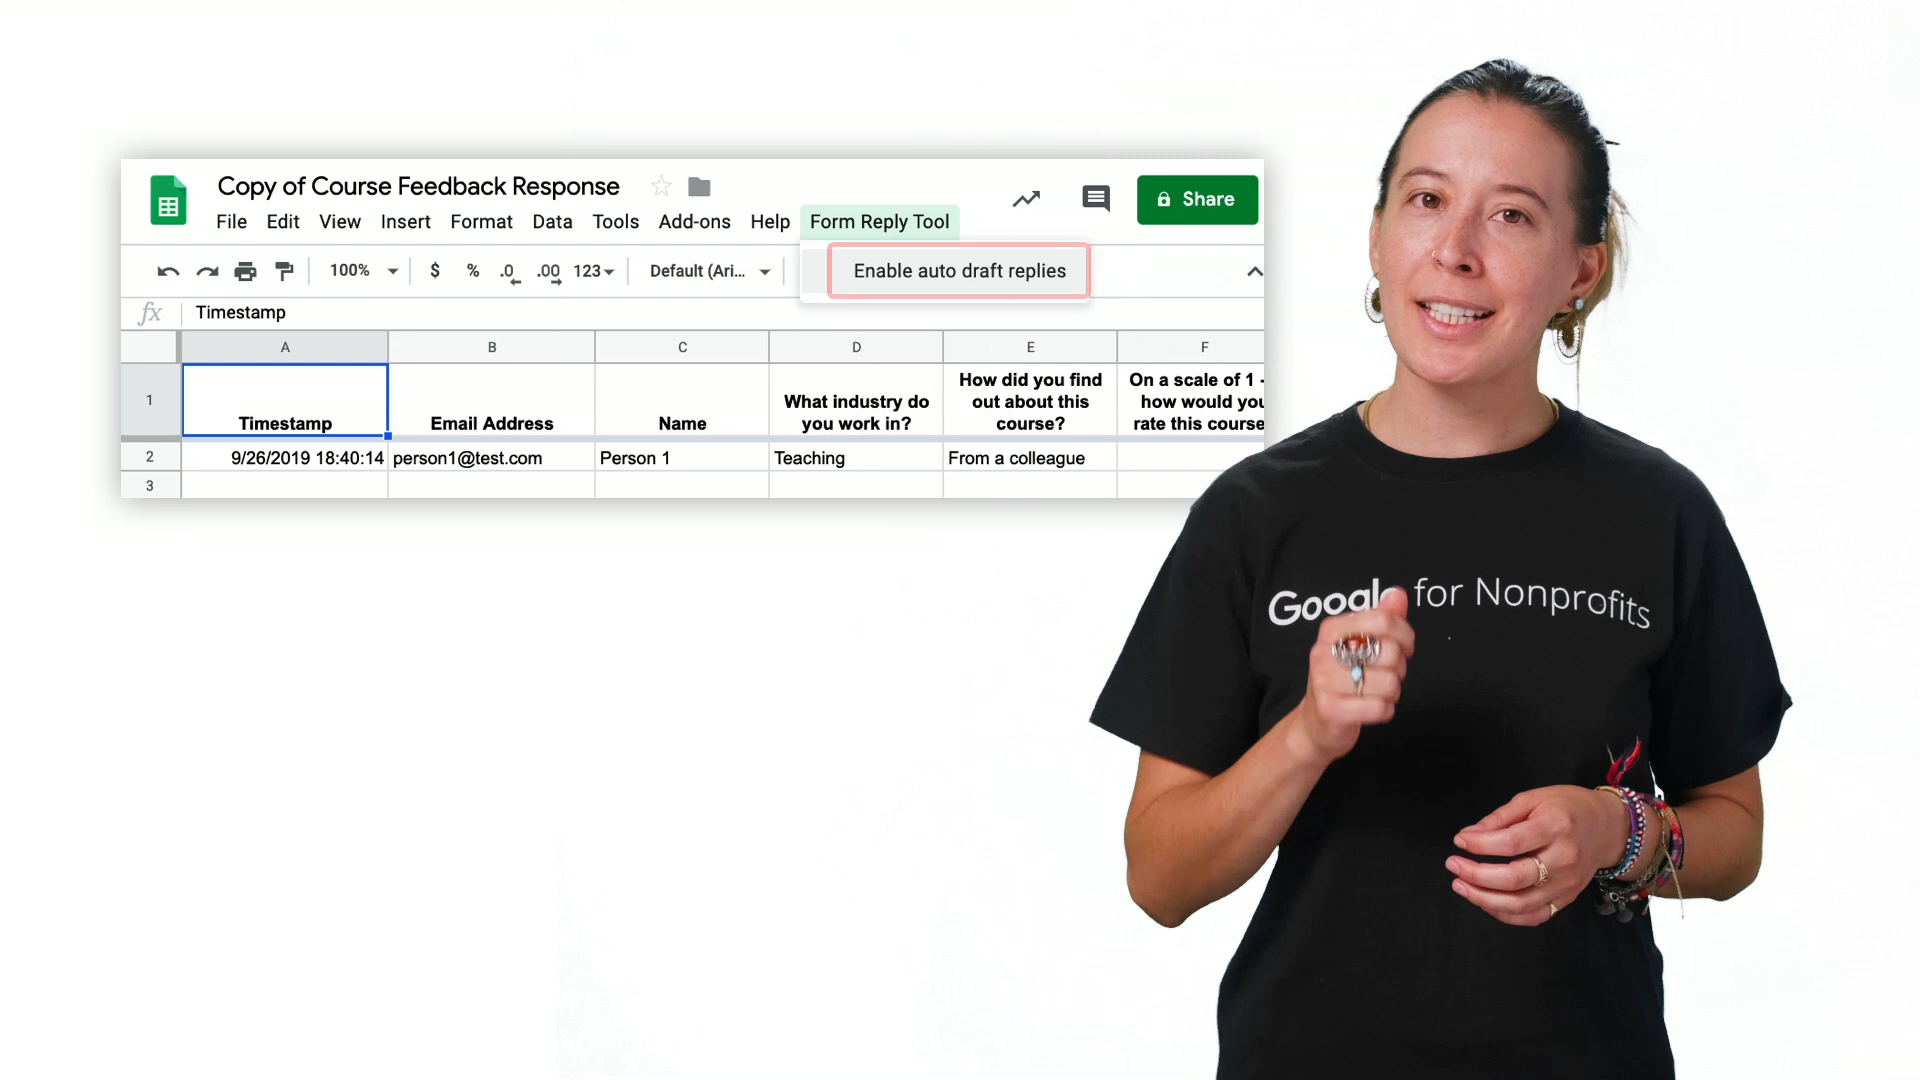 Copy of Course Feedback Response
File Edit View Insert Format Data Tools Add-ons Help Form Reply Tool
Share
100% $ % .0 .00 123 Default (Ari...
Enable auto draft replies
fx Timestamp
A B C D E F
1
Timestamp
Email Address
Name
What industry do
you work in?
How did you find
out about this
course?
On a scale of 1 -
how would you
rate this course
2 9/26/2019 18:40:14 person1@test.com Person 1 Teaching From a colleague
3
Google for Nonprofits